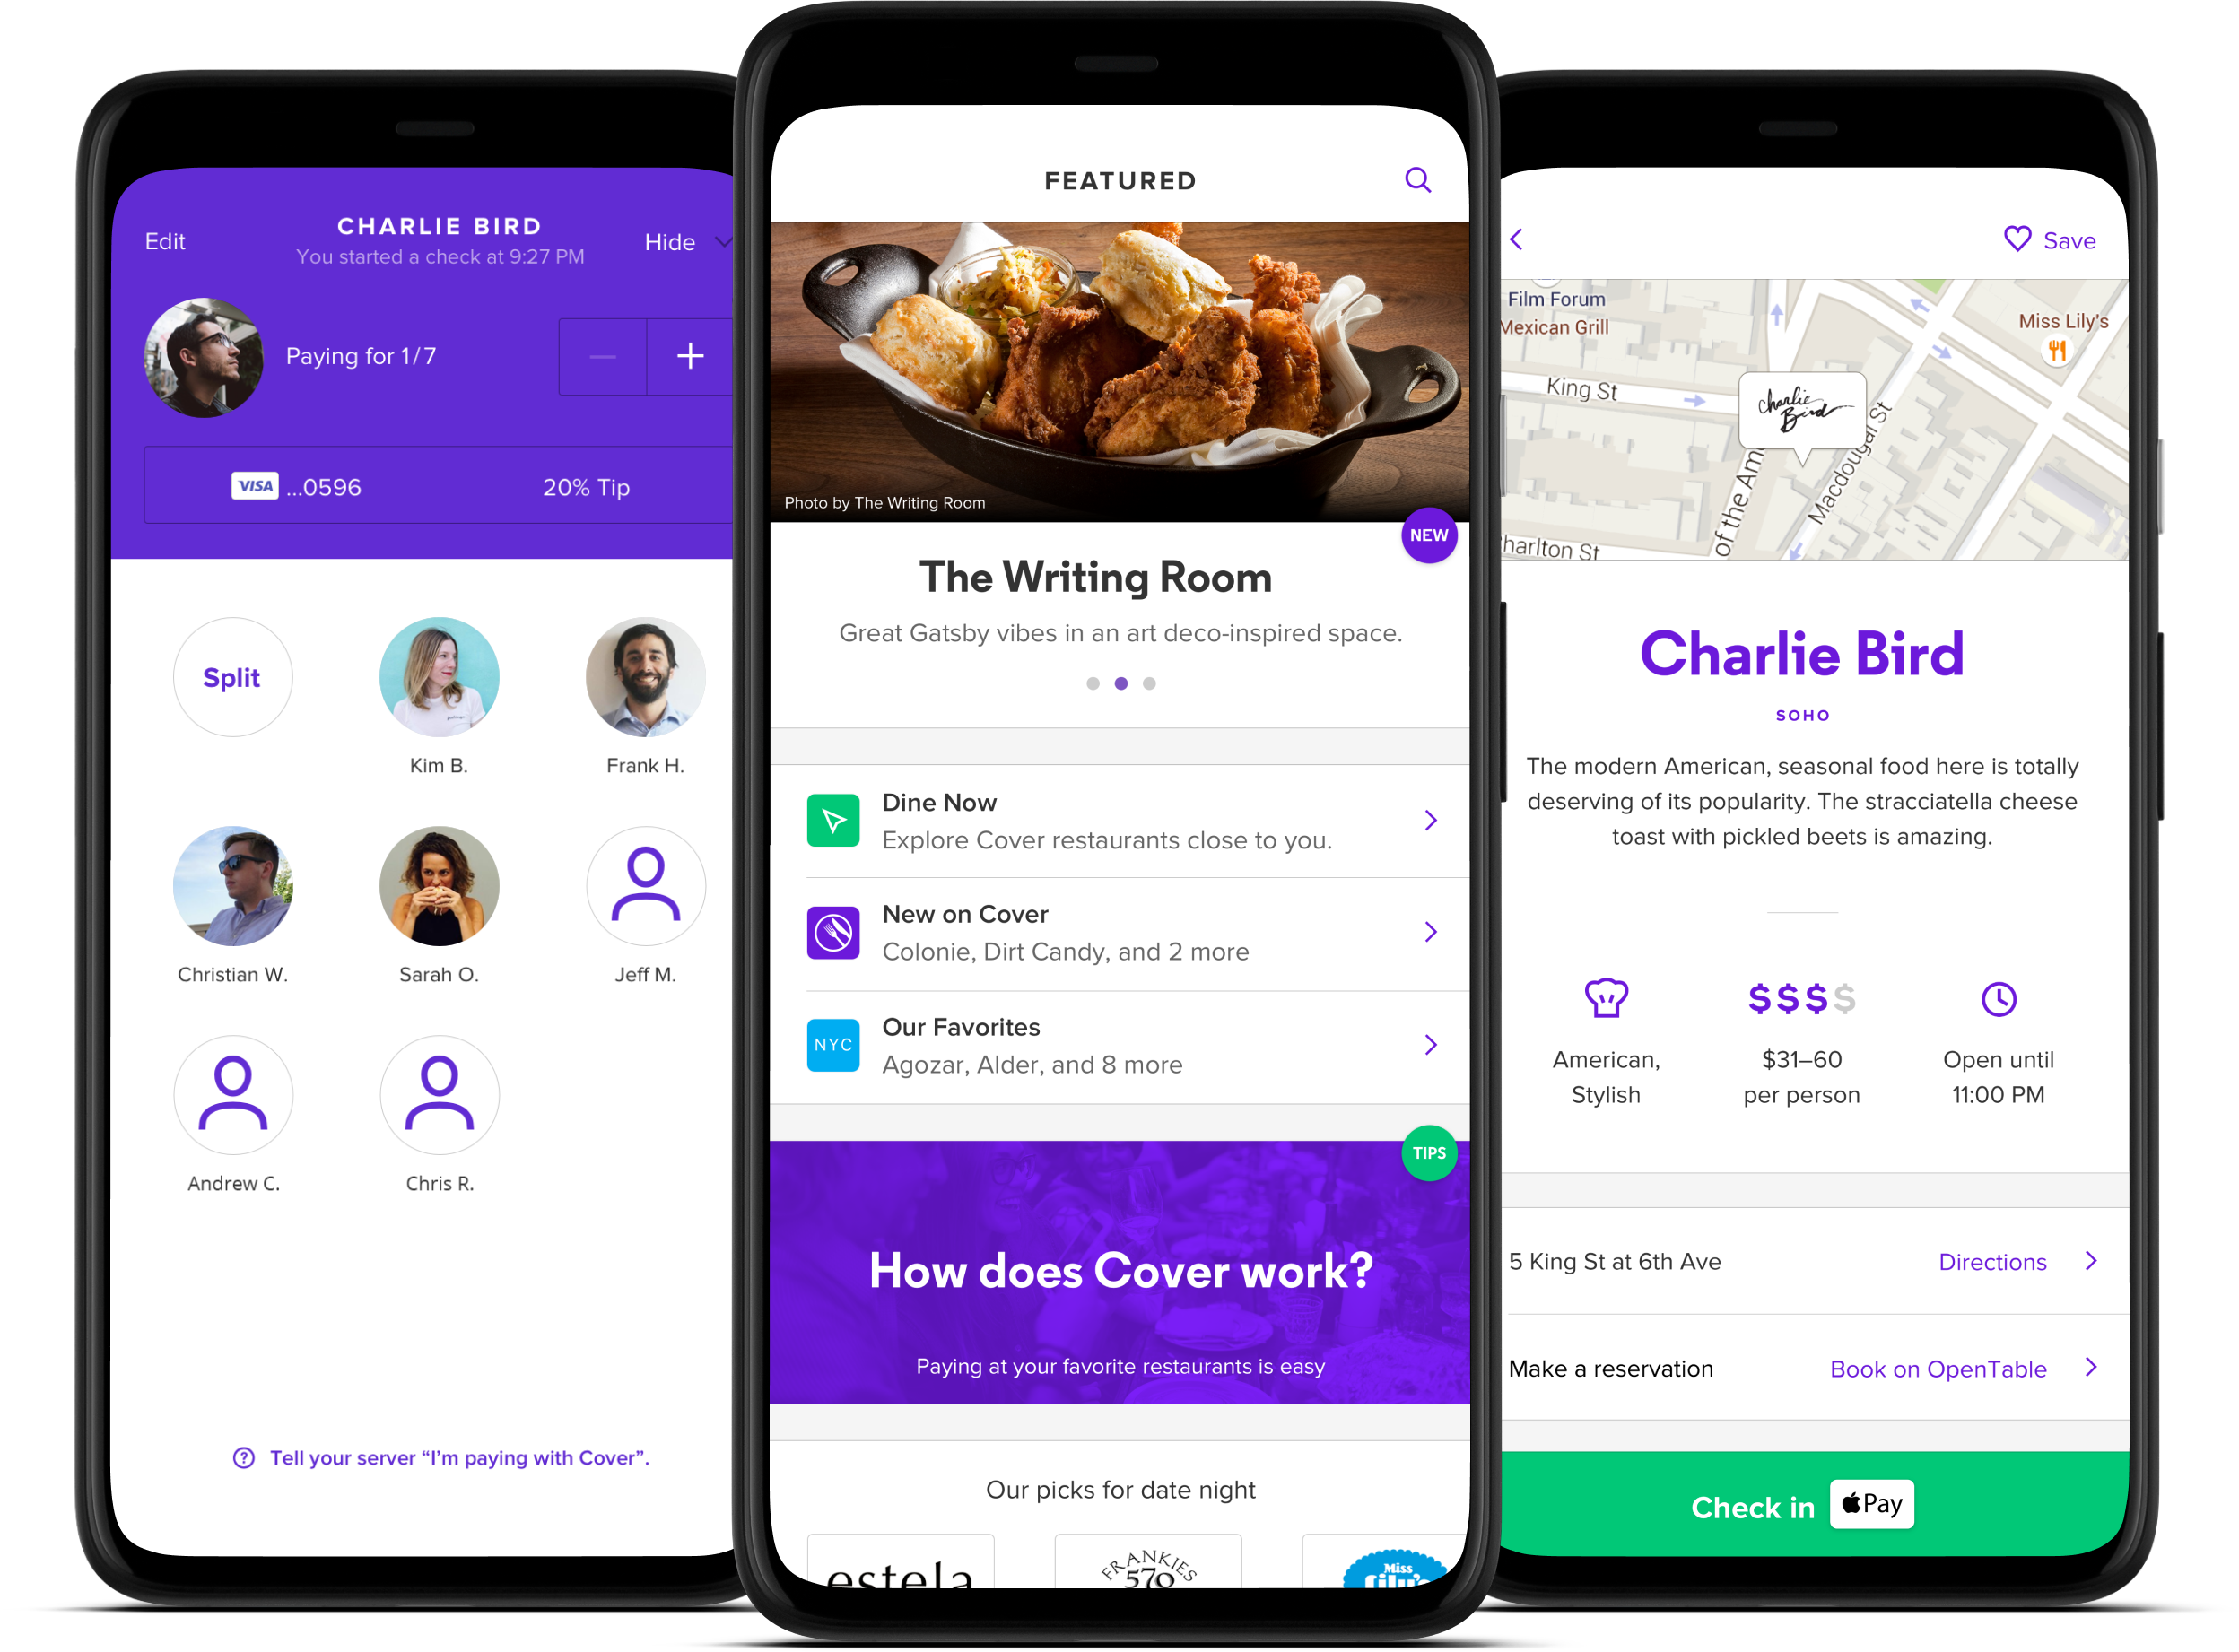 Edit
CHARLIE BIRD
You started a check at 9:27 PM
Hide
Paying for 1/7
VISA ...0596
20% Tip
Split
Kim B.
Frank H.
Christian W.
Sarah O.
Jeff M.
Andrew C.
Chris R.
? Tell your server “I’m paying with Cover”.
FEATURED
Photo by The Writing Room
NEW
The Writing Room
Great Gatsby vibes in an art deco-inspired space.
Dine Now
Explore Cover restaurants close to you.
New on Cover
Colonie, Dirt Candy, and 2 more
NYC
Our Favorites
Agozar, Alder, and 8 more
TIPS
How does Cover work?
Paying at your favorite restaurants is easy
Our picks for date night
estela
FRANKIES
570
Miss
Lily's
Save
Film Forum
Mexican Grill
Miss Lily's
King St
Charlie
Bird
of the Am
Macdougal St
harlton St
Charlie Bird
SOHO
The modern American, seasonal food here is totally
deserving of its popularity. The stracciatella cheese
toast with pickled beets is amazing.
$$$$
American,
Stylish
$31–60
per person
Open until
11:00 PM
5 King St at 6th Ave
Directions
Make a reservation
Book on OpenTable
Check in
Pay